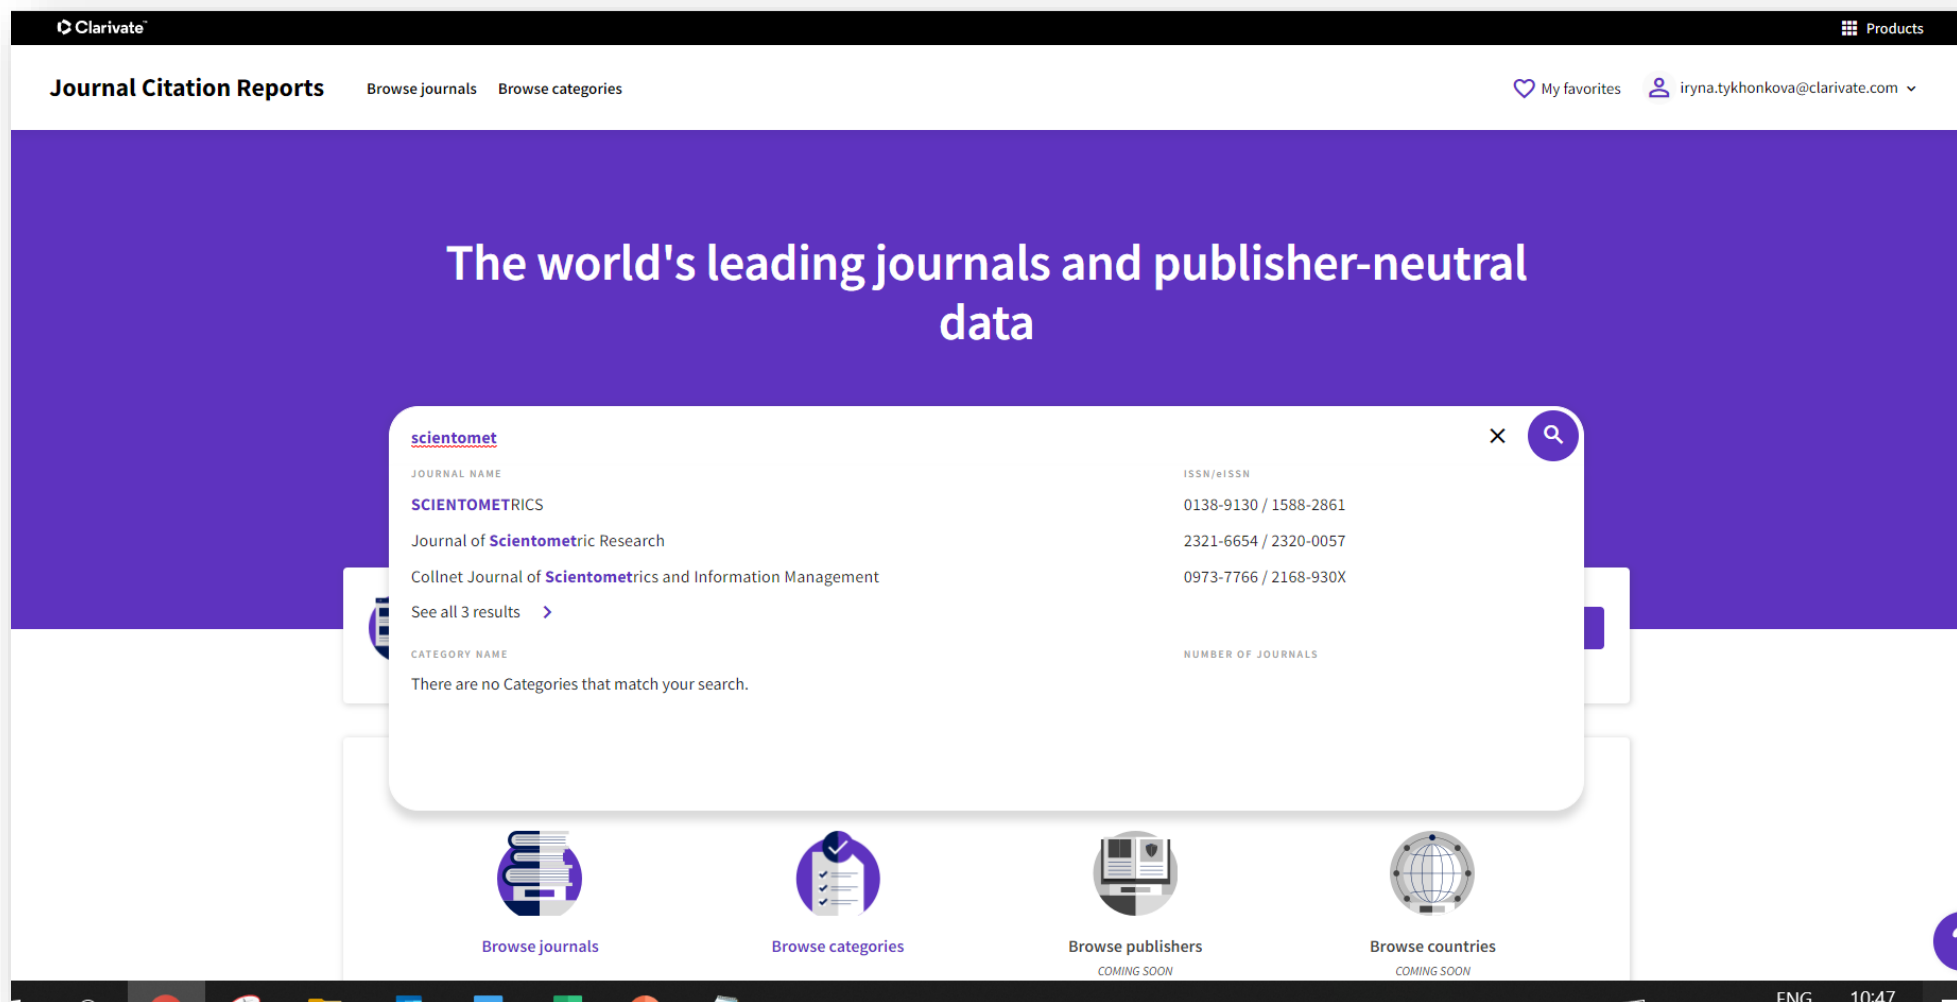 Clarivate™
Products
Journal Citation Reports
Browse journals
Browse categories
My favorites
iryna.tykhonkova@clarivate.com
The world's leading journals and publisher-neutral
data
scientomet
JOURNAL NAME
ISSN/eISSN
SCIENTOMETRICS
0138-9130 / 1588-2861
Journal of Scientometric Research
2321-6654 / 2320-0057
Collnet Journal of Scientometrics and Information Management
0973-7766 / 2168-930X
See all 3 results
CATEGORY NAME
NUMBER OF JOURNALS
There are no Categories that match your search.
Browse journals
Browse categories
Browse publishers
Browse countries
COMING SOON
COMING SOON
ENG
10:47